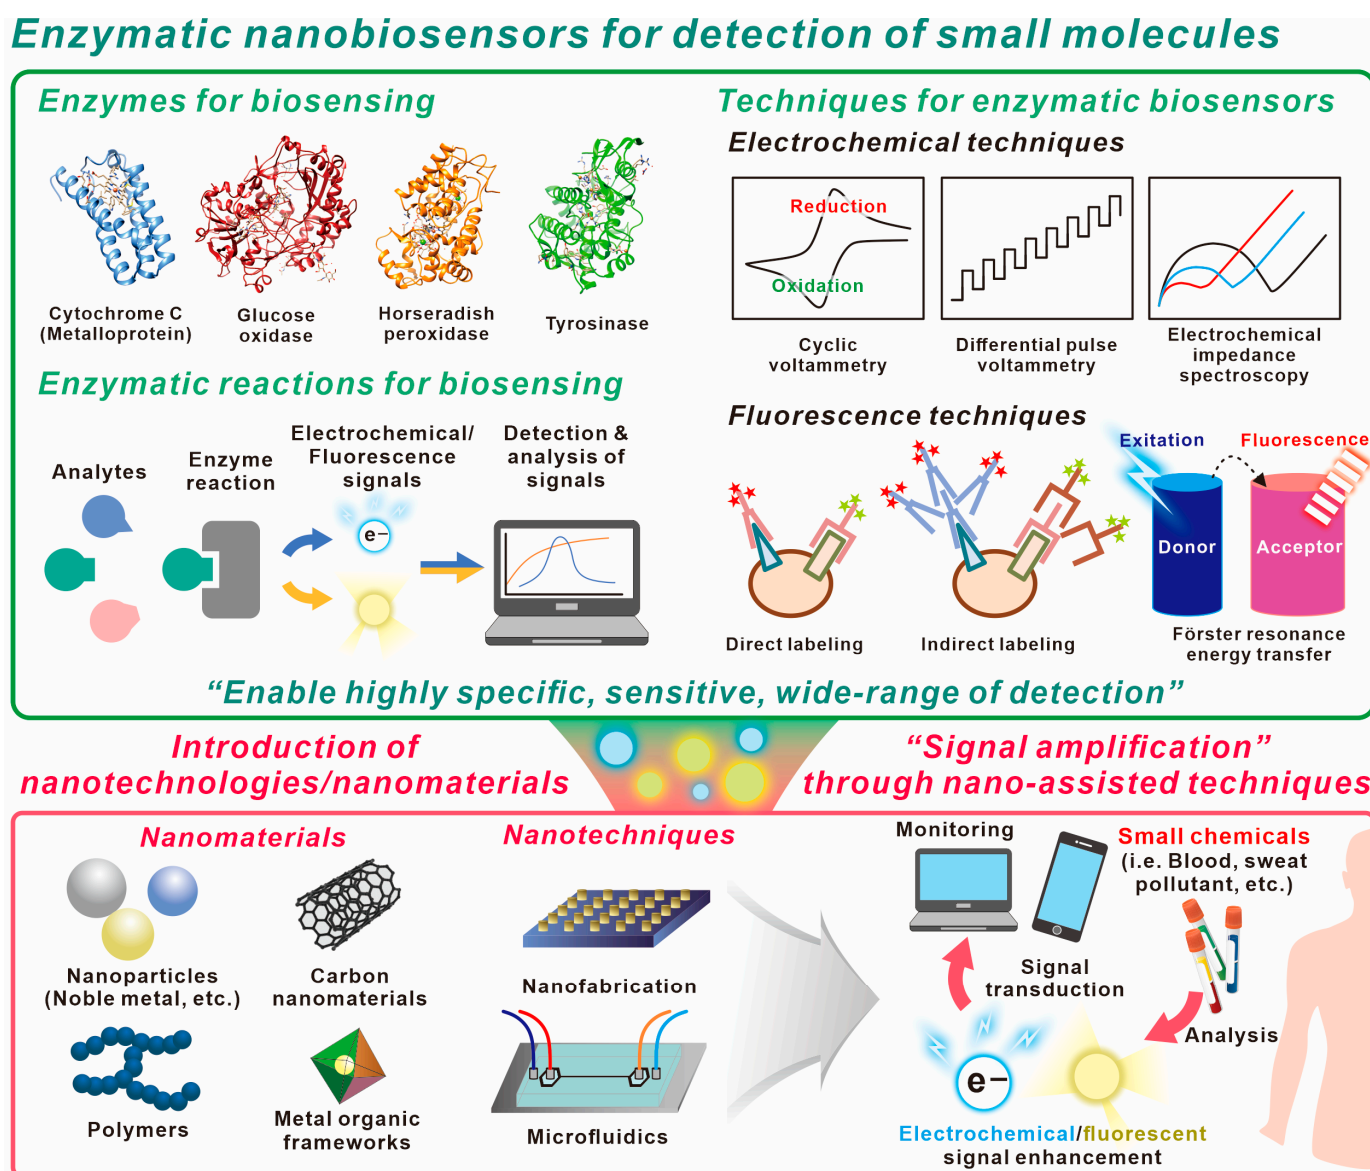 Enzymatic nanobiosensors for detection of small molecules
Enzymes for biosensing
Cytochrome C
(Metalloprotein)
Glucose
oxidase
Horseradish
peroxidase
Tyrosinase
Enzymatic reactions for biosensing
Analytes
Enzyme
reaction
Electrochemical/
Fluorescence
signals
e−
Detection &
analysis of
signals
Techniques for enzymatic biosensors
Electrochemical techniques
Reduction
Oxidation
Cyclic
voltammetry
Differential pulse
voltammetry
Electrochemical
impedance
spectroscopy
Fluorescence techniques
Direct labeling
Indirect labeling
Exitation
Fluorescence
Donor
Acceptor
Förster resonance
energy transfer
“Enable highly specific, sensitive, wide-range of detection”
Introduction of
nanotechnologies/nanomaterials
“Signal amplification”
through nano-assisted techniques
Nanomaterials
Nanoparticles
(Noble metal, etc.)
Carbon
nanomaterials
Polymers
Metal organic
frameworks
Nanotechniques
Nanofabrication
Microfluidics
Monitoring
Small chemicals
(i.e. Blood, sweat
pollutant, etc.)
Signal
transduction
Analysis
e−
Electrochemical/fluorescent
signal enhancement